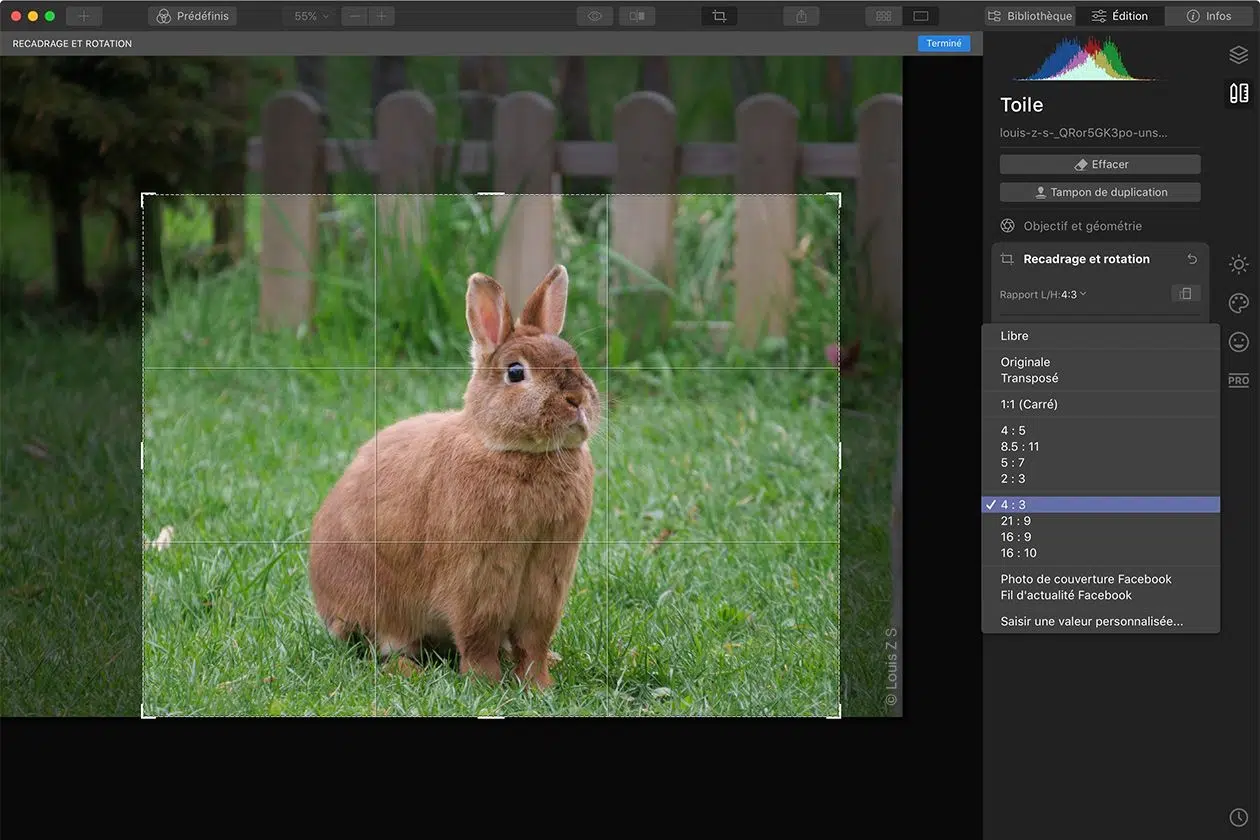 Prédéfinis
55%
Bibliothèque
Édition
Infos
RECADRAGE ET ROTATION
Terminé
Toile
louis-z-s-_QRor5GK3po-uns...
Effacer
Tampon de duplication
Objectif et géométrie
Recadrage et rotation
Rapport L/H: 4:3
PRO
Libre
Originale
Transposé
1:1 (Carré)
4 : 5
8.5 : 11
5 : 7
2 : 3
4 : 3
21 : 9
16 : 9
16 : 10
Photo de couverture Facebook
Fil d'actualité Facebook
Saisir une valeur personnalisée...
© Louis Z S